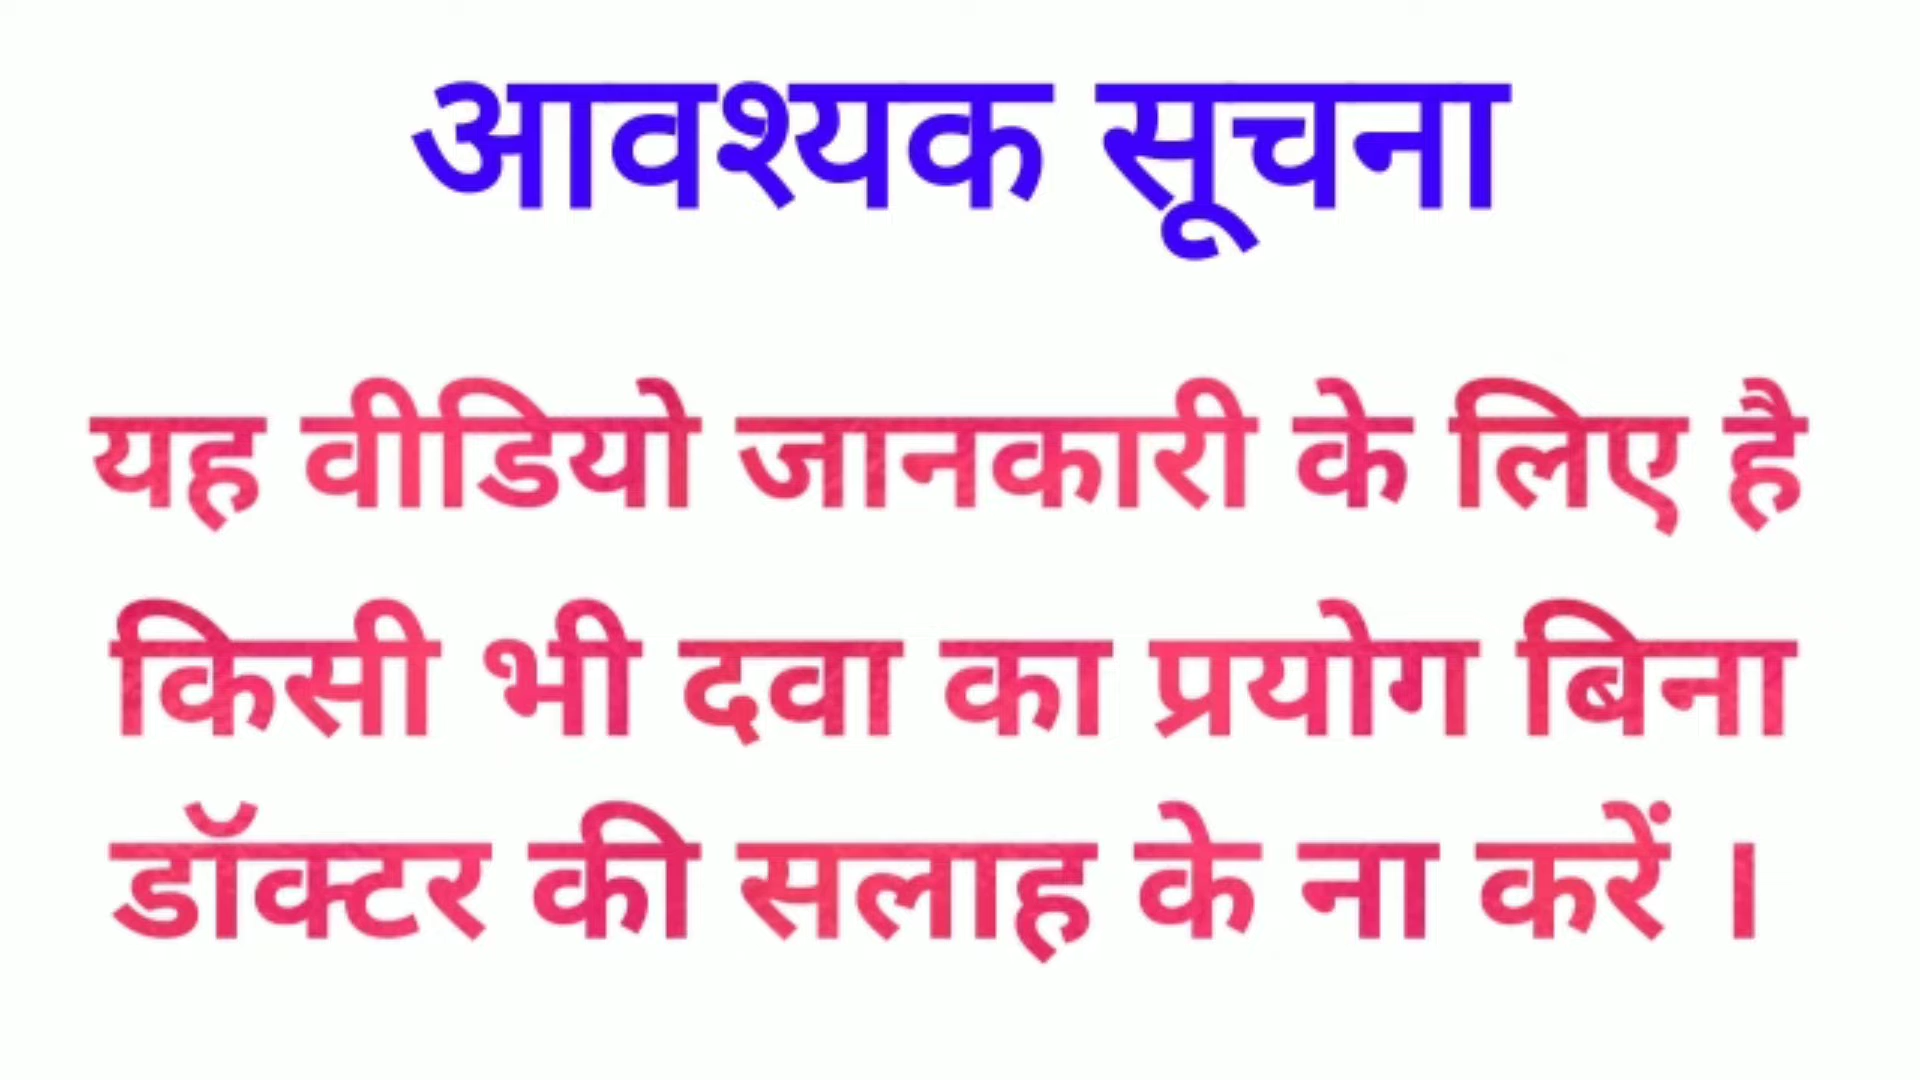 आवश्यक सूचना
यह वीडियो जानकारी के लिए है
किसी भी दवा का प्रयोग बिना
डॉक्टर की सलाह के ना करें ।